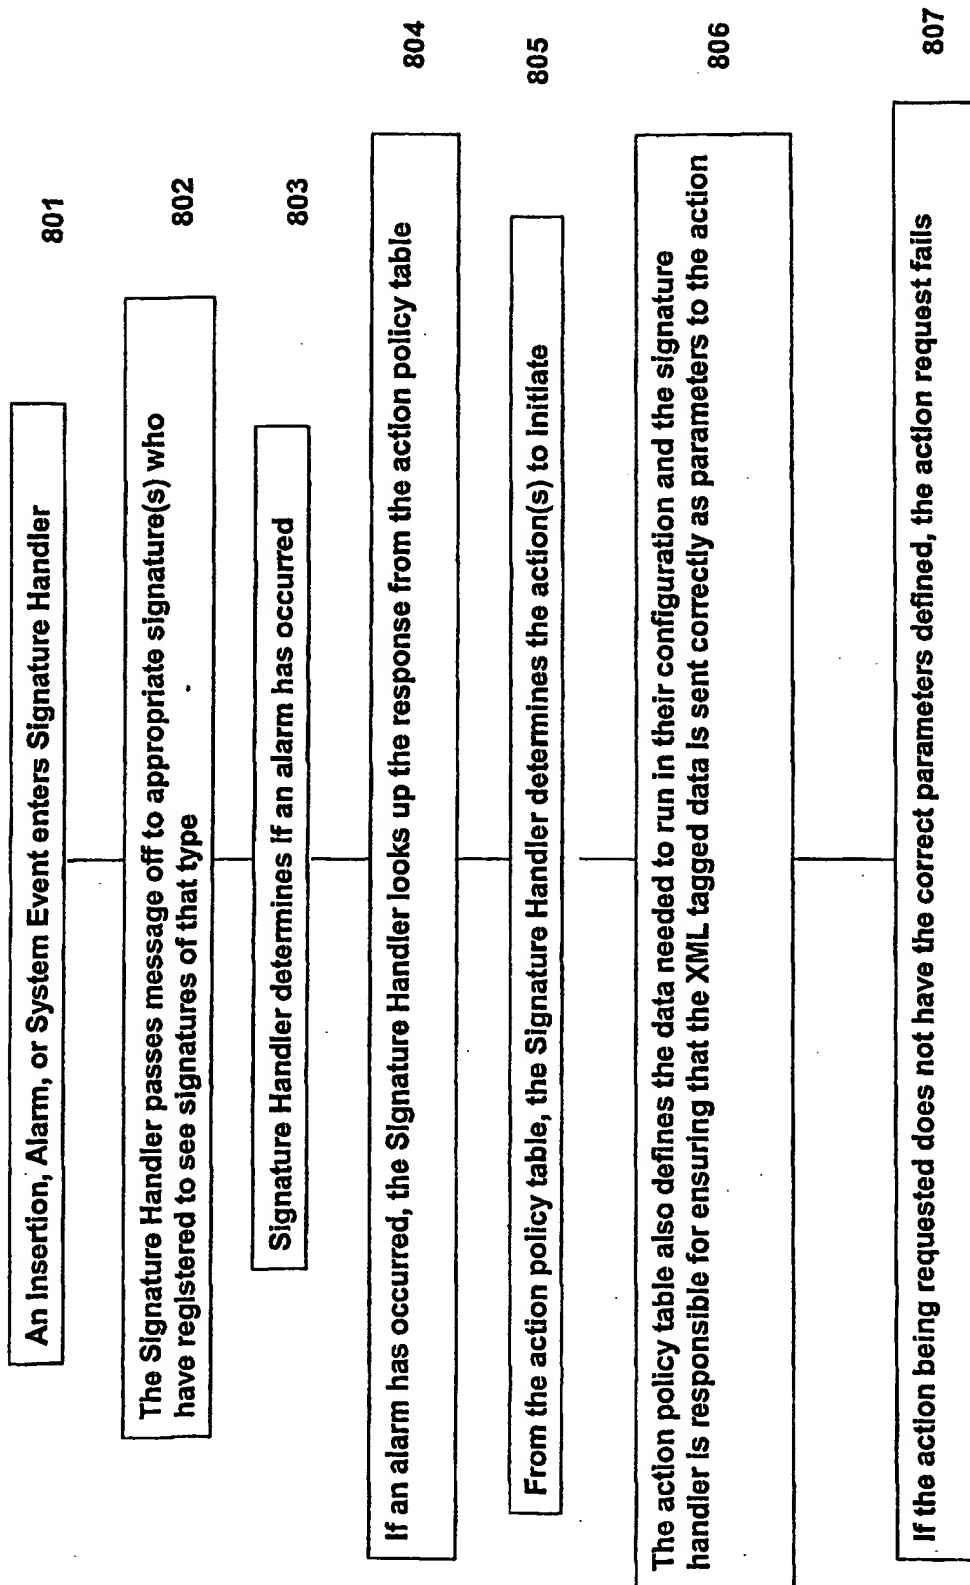 An Insertion, Alarm, or System Event enters Signature Handler
801
The Signature Handler passes message off to appropriate signature(s) who
have registered to see signatures of that type
802
Signature Handler determines if an alarm has occurred
803
If an alarm has occurred, the Signature Handler looks up the response from the action policy table
804
From the action policy table, the Signature Handler determines the action(s) to initiate
805
The action policy table also defines the data needed to run in their configuration and the signature
handler is responsible for ensuring that the XML tagged data is sent correctly as parameters to the action
806
If the action being requested does not have the correct parameters defined, the action request fails
807